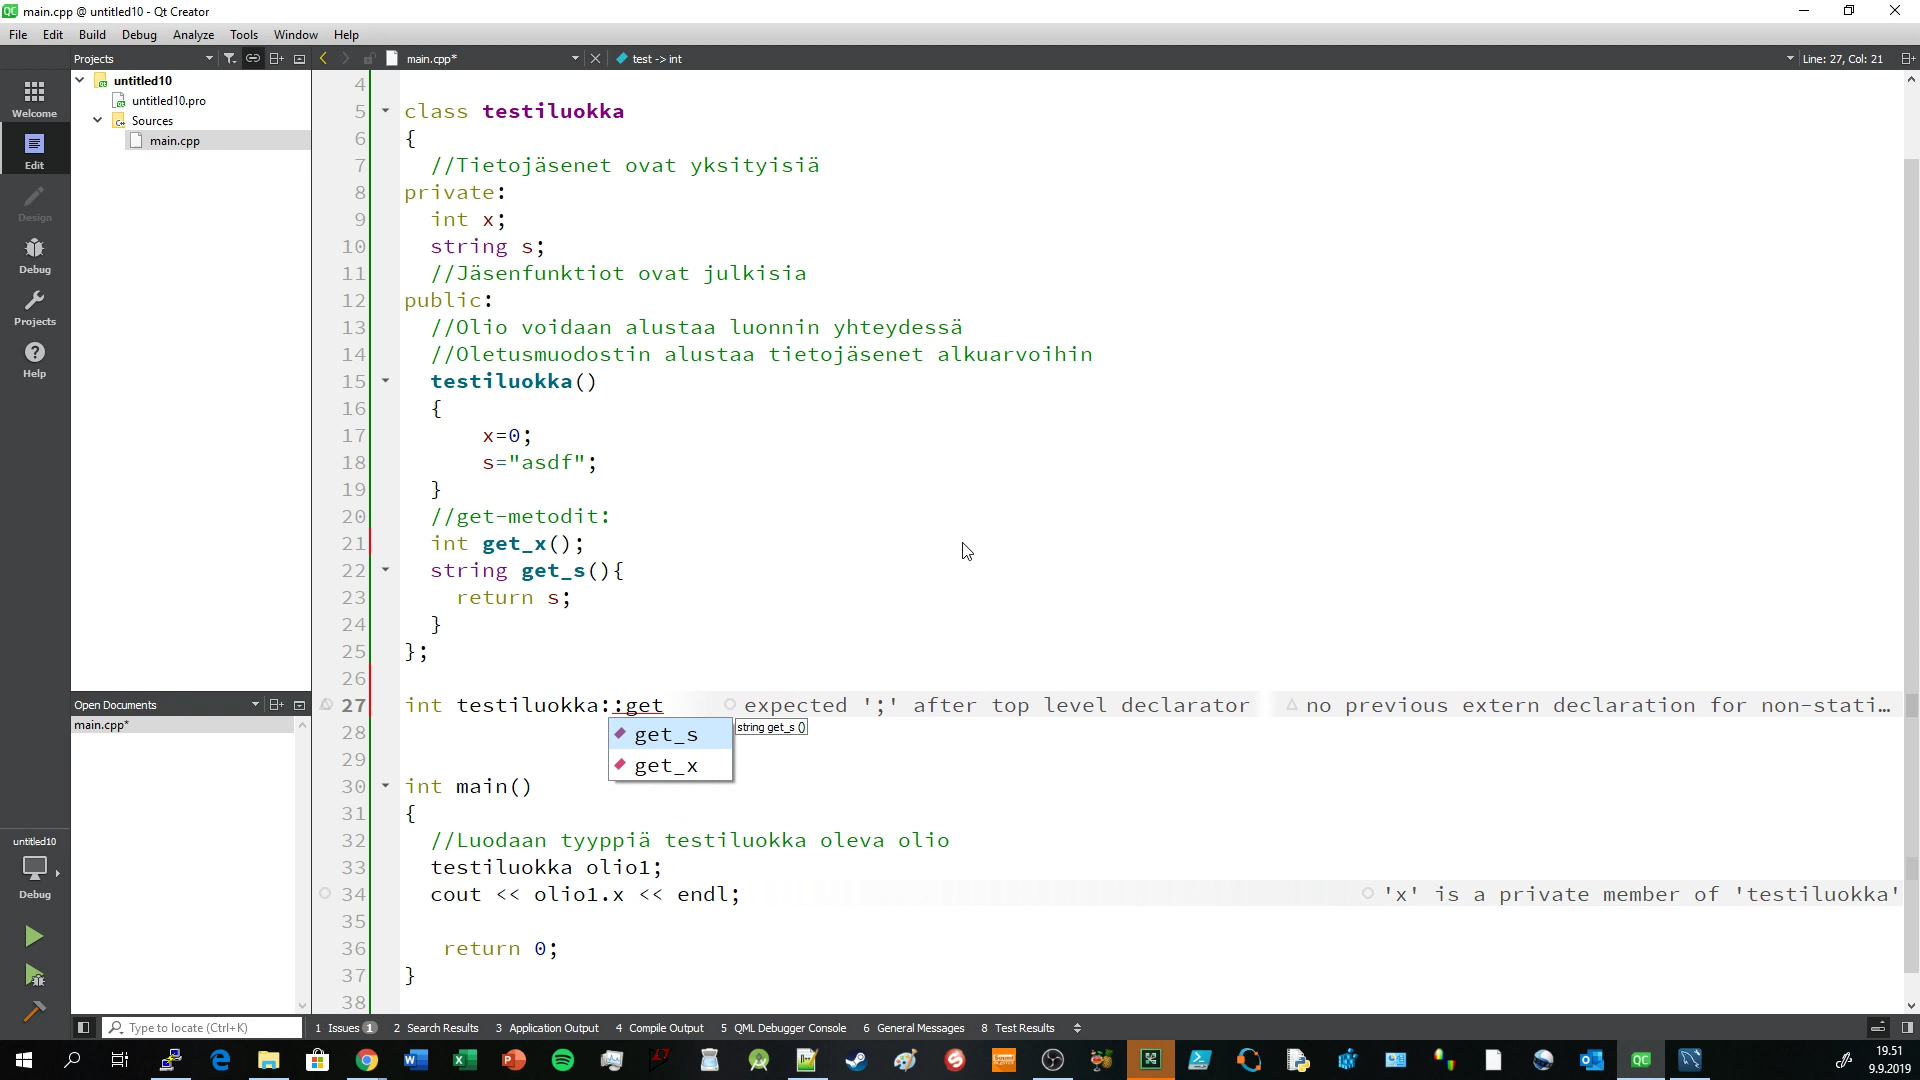 main.cpp @ untitled10 - Qt Creator
File Edit Build Debug Analyze Tools Window Help
Projects main.cpp* test -> int Line: 27, Col: 21
Welcome
Edit
Design
Debug
Projects
Help
untitled10
untitled10.pro
Sources
main.cpp
4
5 class testiluokka
6 {
7 //Tietojäsenet ovat yksityisiä
8 private:
9 int x;
10 string s;
11 //Jäsenfunktiot ovat julkisia
12 public:
13 //Olio voidaan alustaa luonnin yhteydessä
14 //Oletusmuodostin alustaa tietojäsenet alkuarvoihin
15 testiluokka()
16 {
17 x=0;
18 s="asdf";
19 }
20 //get-metodit:
21 int get_x();
22 string get_s(){
23 return s;
24 }
25 };
26
27 int testiluokka::get expected ';' after top level declarator no previous extern declaration for non-stati…
28 get_s string get_s ()
29 get_x
30 int main()
31 {
32 //Luodaan tyyppiä testiluokka oleva olio
33 testiluokka olio1;
34 cout << olio1.x << endl; 'x' is a private member of 'testiluokka'
35
36 return 0;
37 }
38
Open Documents
main.cpp*
untitled10
Debug
Type to locate (Ctrl+K) 1 Issues 1 2 Search Results 3 Application Output 4 Compile Output 5 QML Debugger Console 6 General Messages 8 Test Results
19.51
9.9.2019